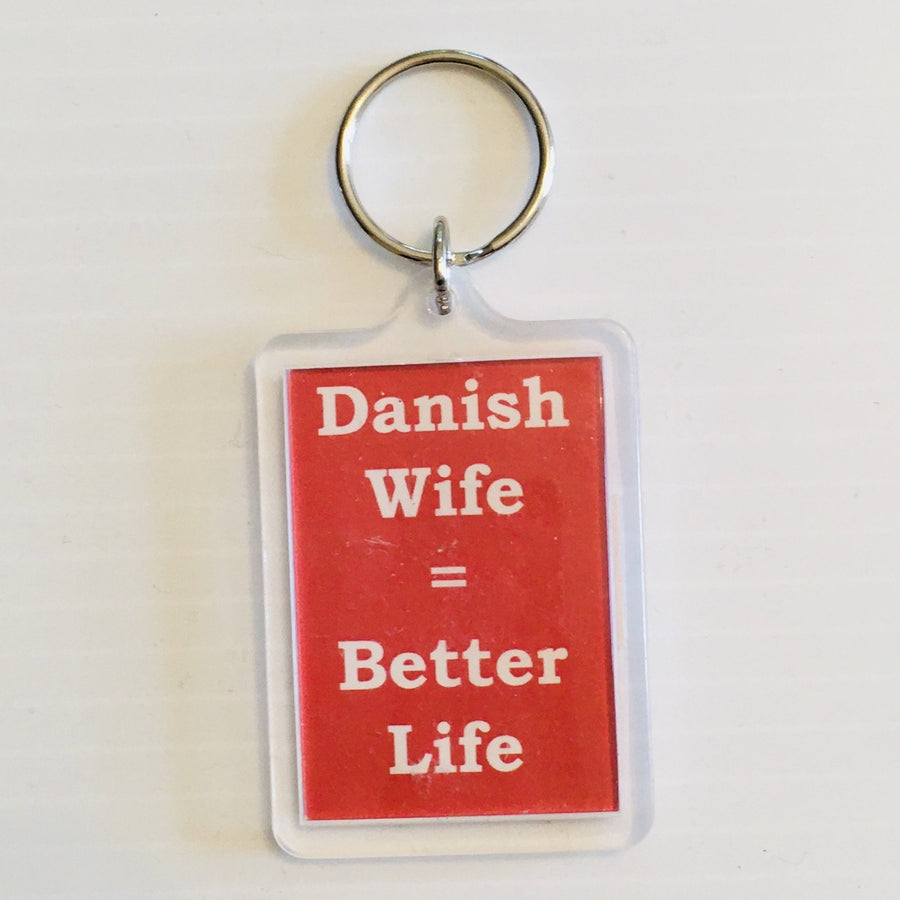 Danish
Wife
=
Better
Life